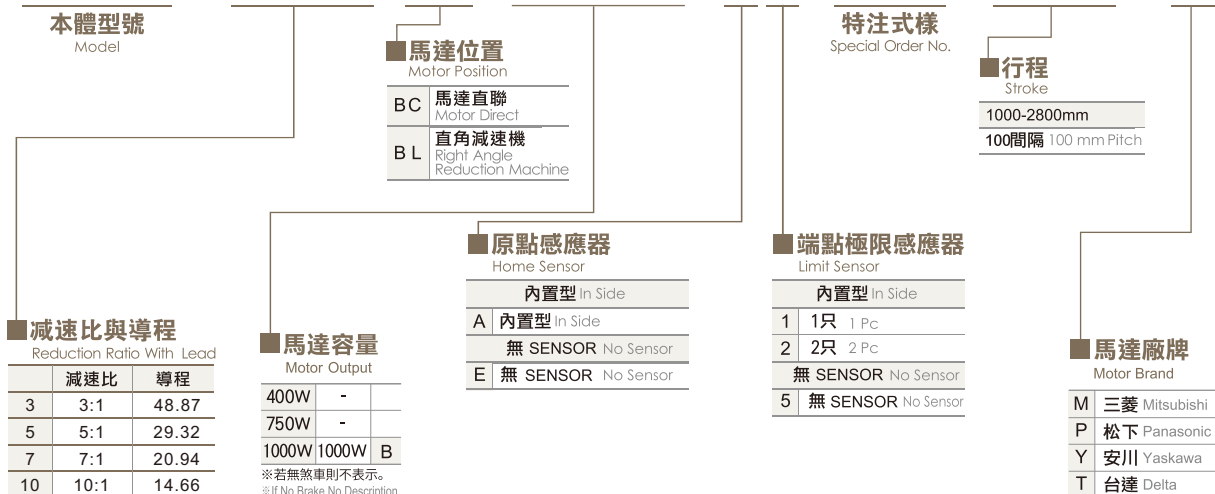 本體型號
Model
特注式樣
Special Order No.
馬達位置
Motor Position
BC 馬達直聯
Motor Direct
BL 直角減速機
Right Angle
Reduction Machine
行程
Stroke
1000-2800mm
100間隔 100 mm Pitch
原點感應器
Home Sensor
內置型 In Side
A 內置型 In Side
無 SENSOR No Sensor
E 無 SENSOR No Sensor
端點極限感應器
Limit Sensor
內置型 In Side
1 1只 1 Pc
2 2只 2 Pc
無 SENSOR No Sensor
5 無 SENSOR No Sensor
减速比與導程
Reduction Ratio With Lead
減速比 導程
3 3:1 48.87
5 5:1 29.32
7 7:1 20.94
10 10:1 14.66
馬達容量
Motor Output
400W -
750W -
1000W 1000W B
※若無煞車則不表示。
※If No Brake No Description
馬達廠牌
Motor Brand
M 三菱 Mitsubishi
P 松下 Panasonic
Y 安川 Yaskawa
T 台達 Delta